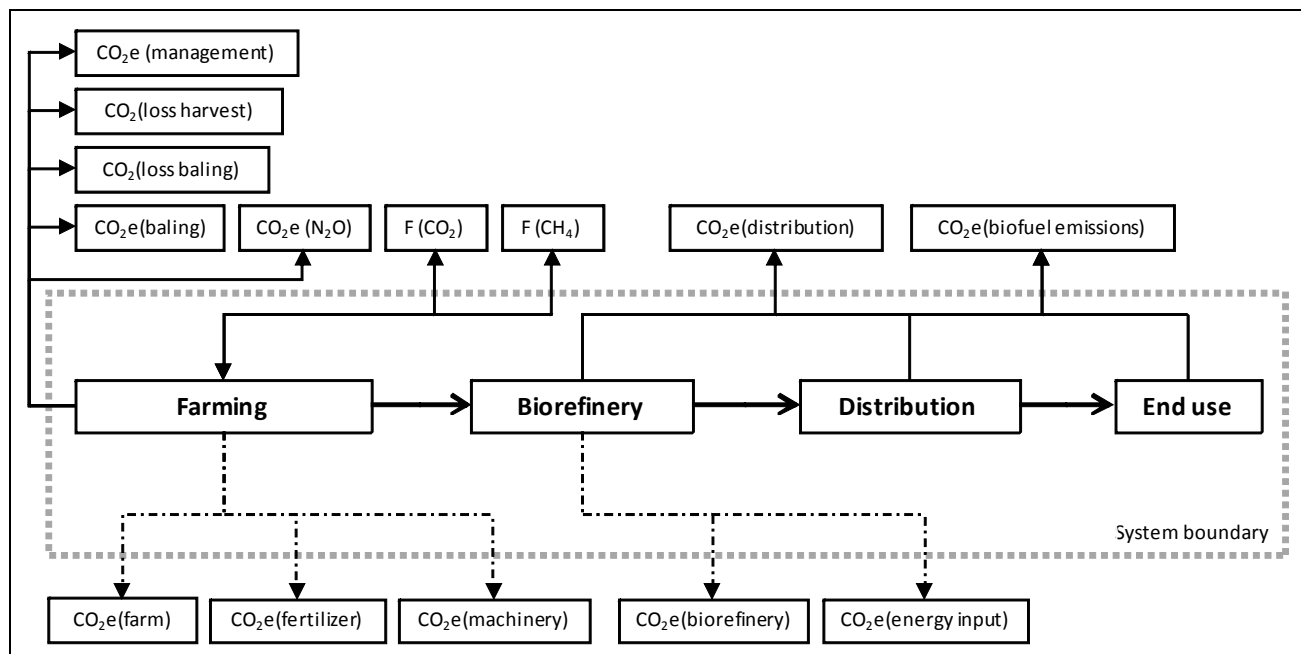 CO₂e (management)
CO₂(loss harvest)
CO₂(loss baling)
CO₂e(baling)
CO₂e (N₂O)
F (CO₂)
F (CH₄)
CO₂e(distribution)
CO₂e(biofuel emissions)
Farming
Biorefinery
Distribution
End use
System boundary
CO₂e(farm)
CO₂e(fertilizer)
CO₂e(machinery)
CO₂e(biorefinery)
CO₂e(energy input)